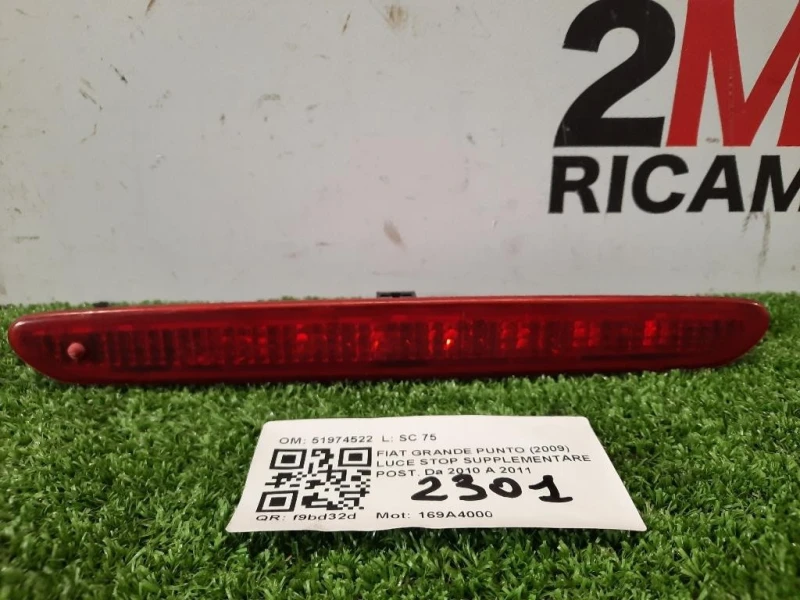 2M
RICAM
OM: 51974522 L: SC 75
FIAT GRANDE PUNTO (2009)
LUCE STOP SUPPLEMENTARE
POST. Da 2010 A 2011
2301
QR: f9bd32d Mot: 169A4000